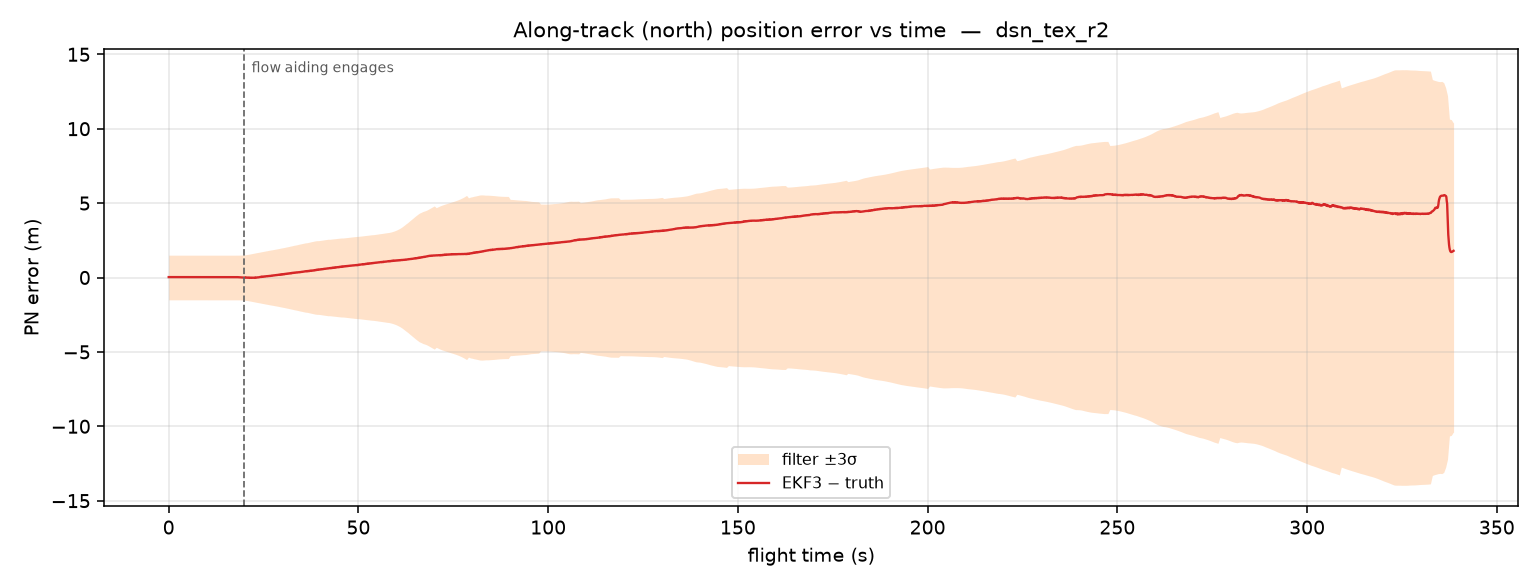 Along-track (north) position error vs time — dsn_tex_r2
flow aiding engages
PN error (m)
15
10
5
0
−5
−10
−15
filter ±3σ
EKF3 − truth
0 50 100 150 200 250 300 350
flight time (s)